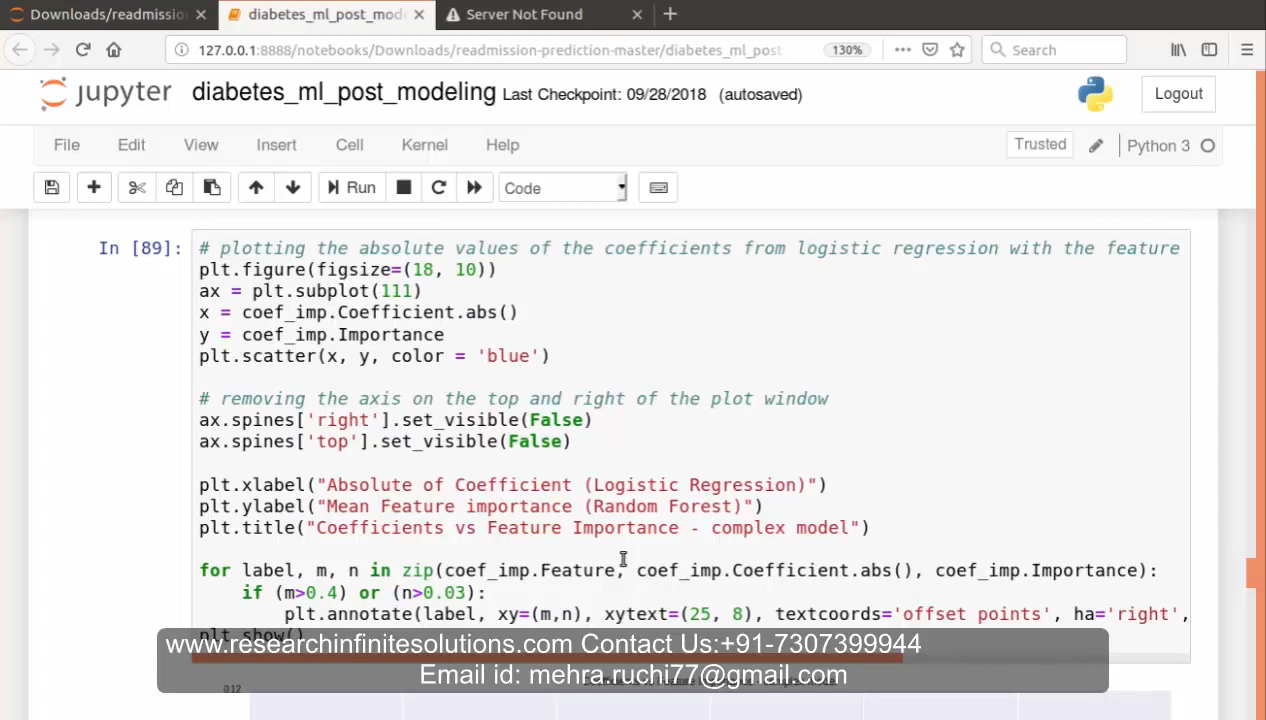 Downloads/readmissio
diabetes_ml_post_mod
Server Not Found
127.0.0.1:8888/notebooks/Downloads/readmission-prediction-master/diabetes_ml_post
130%
Search
jupyter
diabetes_ml_post_modeling Last Checkpoint: 09/28/2018 (autosaved)
Logout
File Edit View Insert Cell Kernel Help
Trusted
Python 3
Run
Code
In [89]:
# plotting the absolute values of the coefficients from logistic regression with the feature
plt.figure(figsize=(18, 10))
ax = plt.subplot(111)
x = coef_imp.Coefficient.abs()
y = coef_imp.Importance
plt.scatter(x, y, color = 'blue')
# removing the axis on the top and right of the plot window
ax.spines['right'].set_visible(False)
ax.spines['top'].set_visible(False)
plt.xlabel("Absolute of Coefficient (Logistic Regression)")
plt.ylabel("Mean Feature importance (Random Forest)")
plt.title("Coefficients vs Feature Importance - complex model")
for label, m, n in zip(coef_imp.Feature, coef_imp.Coefficient.abs(), coef_imp.Importance):
if (m>0.4) or (n>0.03):
plt.annotate(label, xy=(m,n), xytext=(25, 8), textcoords='offset points', ha='right',
plt.show()
www.researchinfinitesolutions.com Contact Us:+91-7307399944
Email id: mehra.ruchi77@gmail.com
0.12